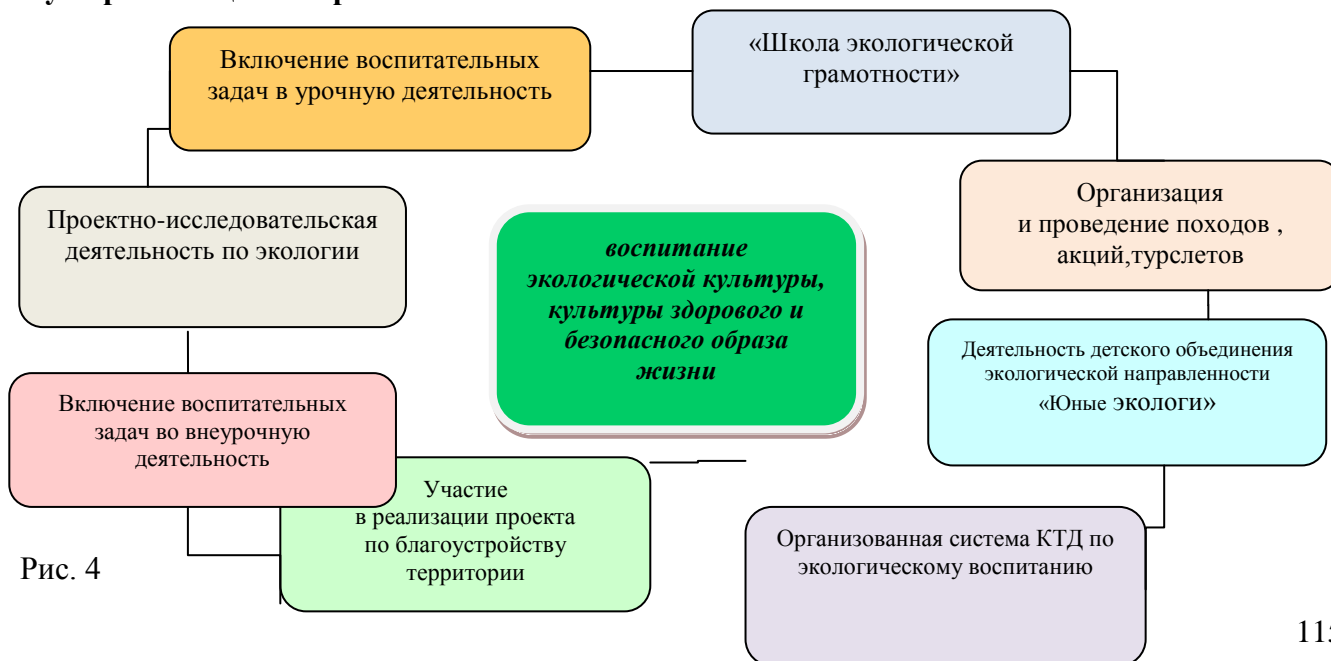 Включение воспитательных
задач в урочную деятельность
«Школа экологической
грамотности»
Проектно-исследовательская
деятельность по экологии
воспитание
экологической культуры,
культуры здорового и
безопасного образа
жизни
Организация
и проведение походов ,
акций,турслетов
Деятельность детского объединения
экологической направленности
«Юные экологи»
Включение воспитательных
задач во внеурочную
деятельность
Участие
в реализации проекта
по благоустройству
территории
Организованная система КТД по
экологическому воспитанию
Рис. 4